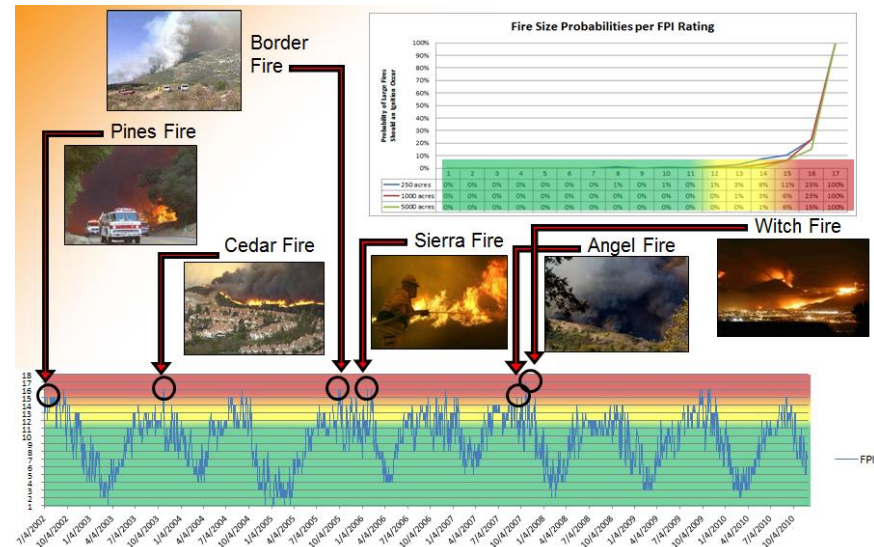 Border
Fire
Pines Fire
Fire Size Probabilities per FPI Rating
Probability of Large Fires
Should an Ignition Occur
100%
90%
80%
70%
60%
50%
40%
30%
20%
10%
0%
1 2 3 4 5 6 7 8 9 10 11 12 13 14 15 16 17
250 acres 0% 0% 0% 0% 0% 0% 0% 1% 0% 1% 0% 1% 3% 8% 11% 23% 100%
1000 acres 0% 0% 0% 0% 0% 0% 0% 0% 0% 0% 0% 0% 1% 3% 6% 23% 100%
5000 acres 0% 0% 0% 0% 0% 0% 0% 0% 0% 0% 0% 0% 0% 1% 6% 15% 100%
Cedar Fire
Sierra Fire
Angel Fire
Witch Fire
18
17
16
15
14
13
12
11
10
9
8
7
6
5
4
3
2
1
FPI
7/4/2002 10/4/2002 1/4/2003 4/4/2003 7/4/2003 10/4/2003 1/4/2004 4/4/2004 7/4/2004 10/4/2004 1/4/2005 4/4/2005 7/4/2005 10/4/2005 1/4/2006 4/4/2006 7/4/2006 10/4/2006 1/4/2007 4/4/2007 7/4/2007 10/4/2007 1/4/2008 4/4/2008 7/4/2008 10/4/2008 1/4/2009 4/4/2009 7/4/2009 10/4/2009 1/4/2010 4/4/2010 7/4/2010 10/4/2010